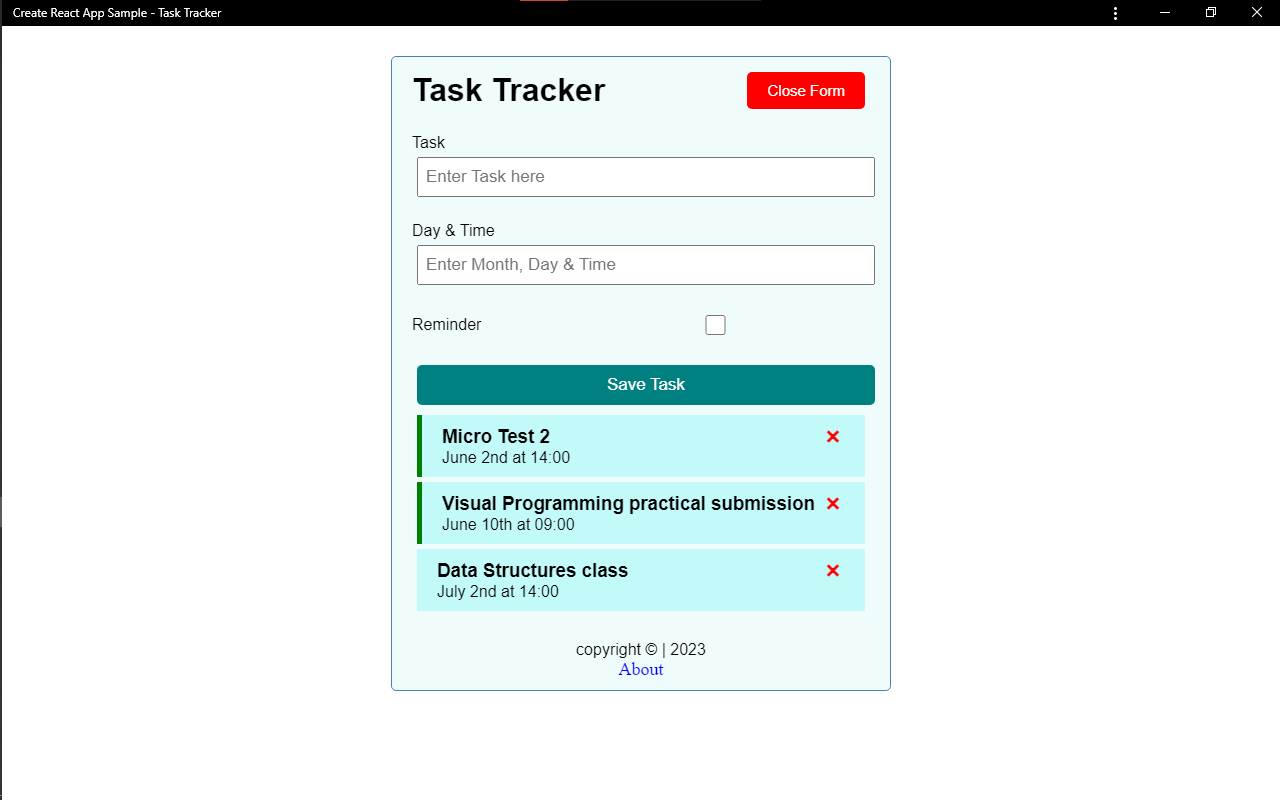 Create React App Sample - Task Tracker
Task Tracker
Close Form
Task
Enter Task here
Day & Time
Enter Month, Day & Time
Reminder
Save Task
Micro Test 2
June 2nd at 14:00
Visual Programming practical submission
June 10th at 09:00
Data Structures class
July 2nd at 14:00
copyright © | 2023
About